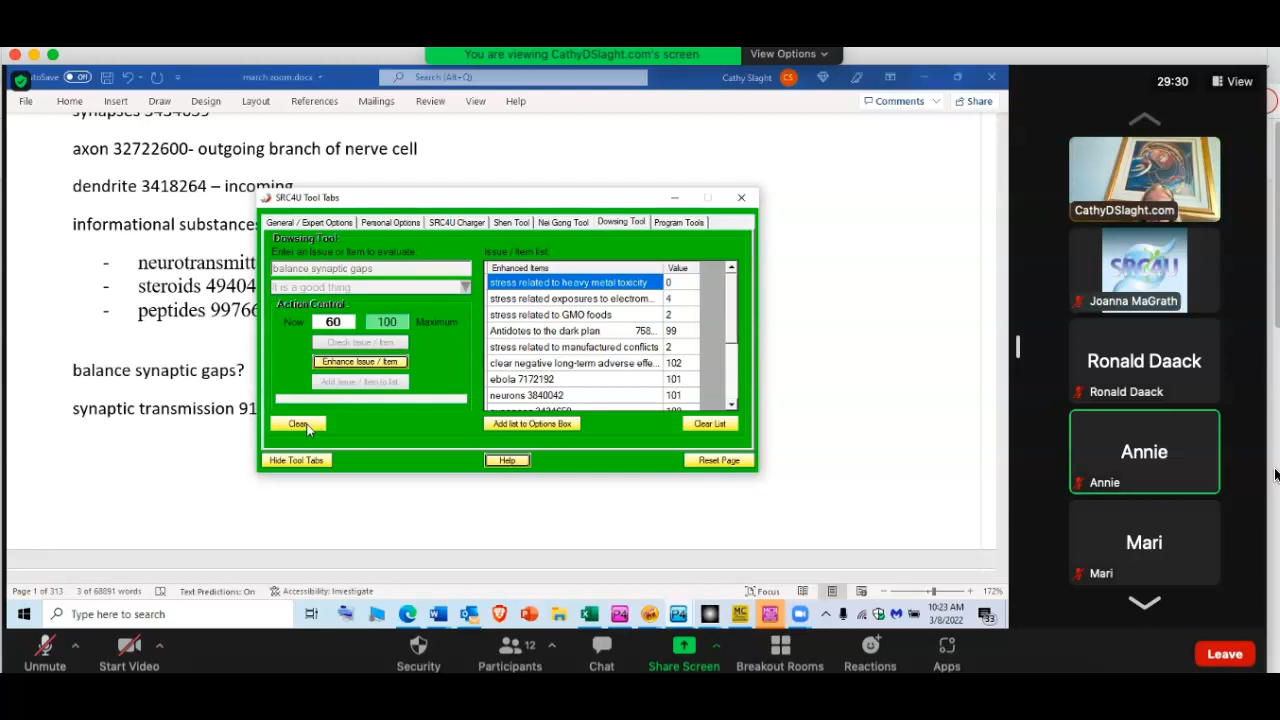 You are viewing CathyDSlaght.com's screen
View Options
AutoSave Off
march zoom.docx
Search (Alt+Q)
Cathy Slaght
CS
29:30
View
File Home Insert Draw Design Layout References Mailings Review View Help
Comments
Share
synapses 3434659
axon 32722600- outgoing branch of nerve cell
dendrite 3418264 – incoming
informational substances
- neurotransmitt
- steroids 49404
- peptides 99766
balance synaptic gaps?
synaptic transmission 91
SRC4U Tool Tabs
General / Expert Options Personal Options SRC4U Charger Shen Tool Nei Gong Tool Dowsing Tool Program Tools
Dowsing Tool
Enter an Issue or Item to evaluate
balance synaptic gaps
It is a good thing
Action Control
Now 60 100 Maximum
Check Issue / Item
Enhance Issue / Item
Add Issue / Item to list
Clear
Issue / Item list
Enhanced Items Value
stress related to heavy metal toxicity 0
stress related exposures to electrom... 4
stress related to GMO foods 2
Antidotes to the dark plan 758... 99
stress related to manufactured conflicts 2
clear negative long-term adverse effe... 102
ebola 7172192 101
neurons 3840042 101
Add list to Options Box
Clear List
Hide Tool Tabs
Help
Reset Page
CathyDSlaght.com
SRC4U
Joanna MaGrath
Ronald Daack
Ronald Daack
Annie
Annie
Mari
Mari
Page 1 of 313 3 of 68891 words Text Predictions: On Accessibility: Investigate
Focus
172%
Type here to search
10:23 AM
3/8/2022
33
Unmute
Start Video
Security
Participants 12
Chat
Share Screen
Breakout Rooms
Reactions
Apps
Leave